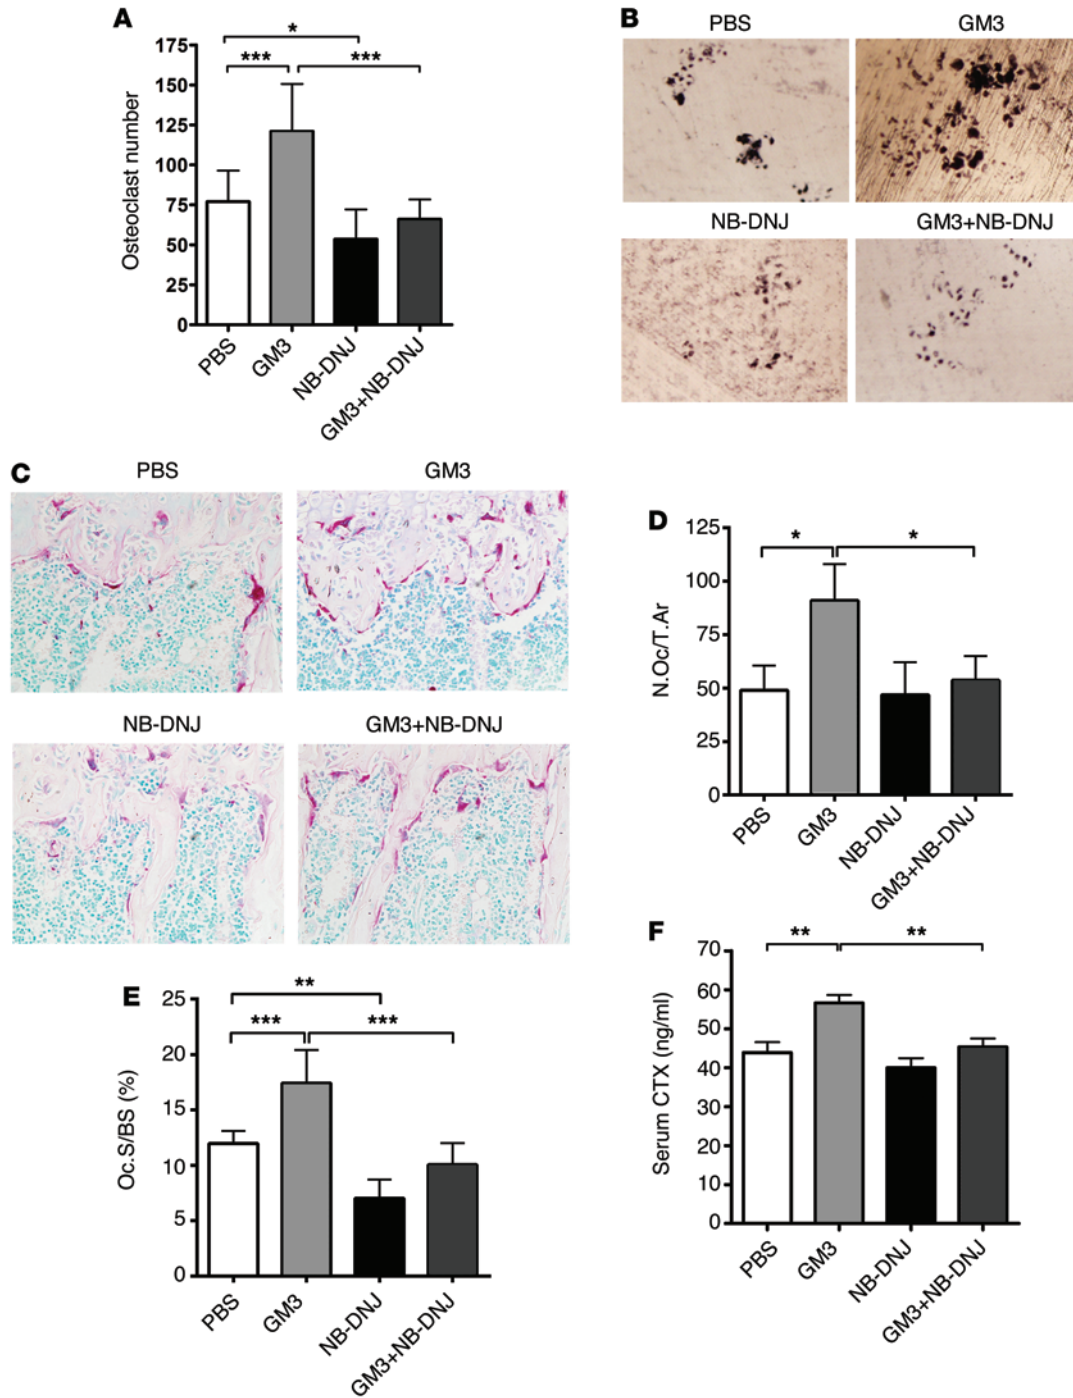 A
175
150
125
100
75
50
25
0
Osteoclast number
*
***
***
PBS
GM3
NB-DNJ
GM3+NB-DNJ
B
PBS
GM3
NB-DNJ
GM3+NB-DNJ
C
PBS
GM3
NB-DNJ
GM3+NB-DNJ
D
125
100
75
50
25
0
N.Oc/T.Ar
*
*
PBS
GM3
NB-DNJ
GM3+NB-DNJ
E
25
20
15
10
5
0
Oc.S/BS (%)
**
***
***
PBS
GM3
NB-DNJ
GM3+NB-DNJ
F
70
60
50
40
30
20
10
0
Serum CTX (ng/ml)
**
**
PBS
GM3
NB-DNJ
GM3+NB-DNJ